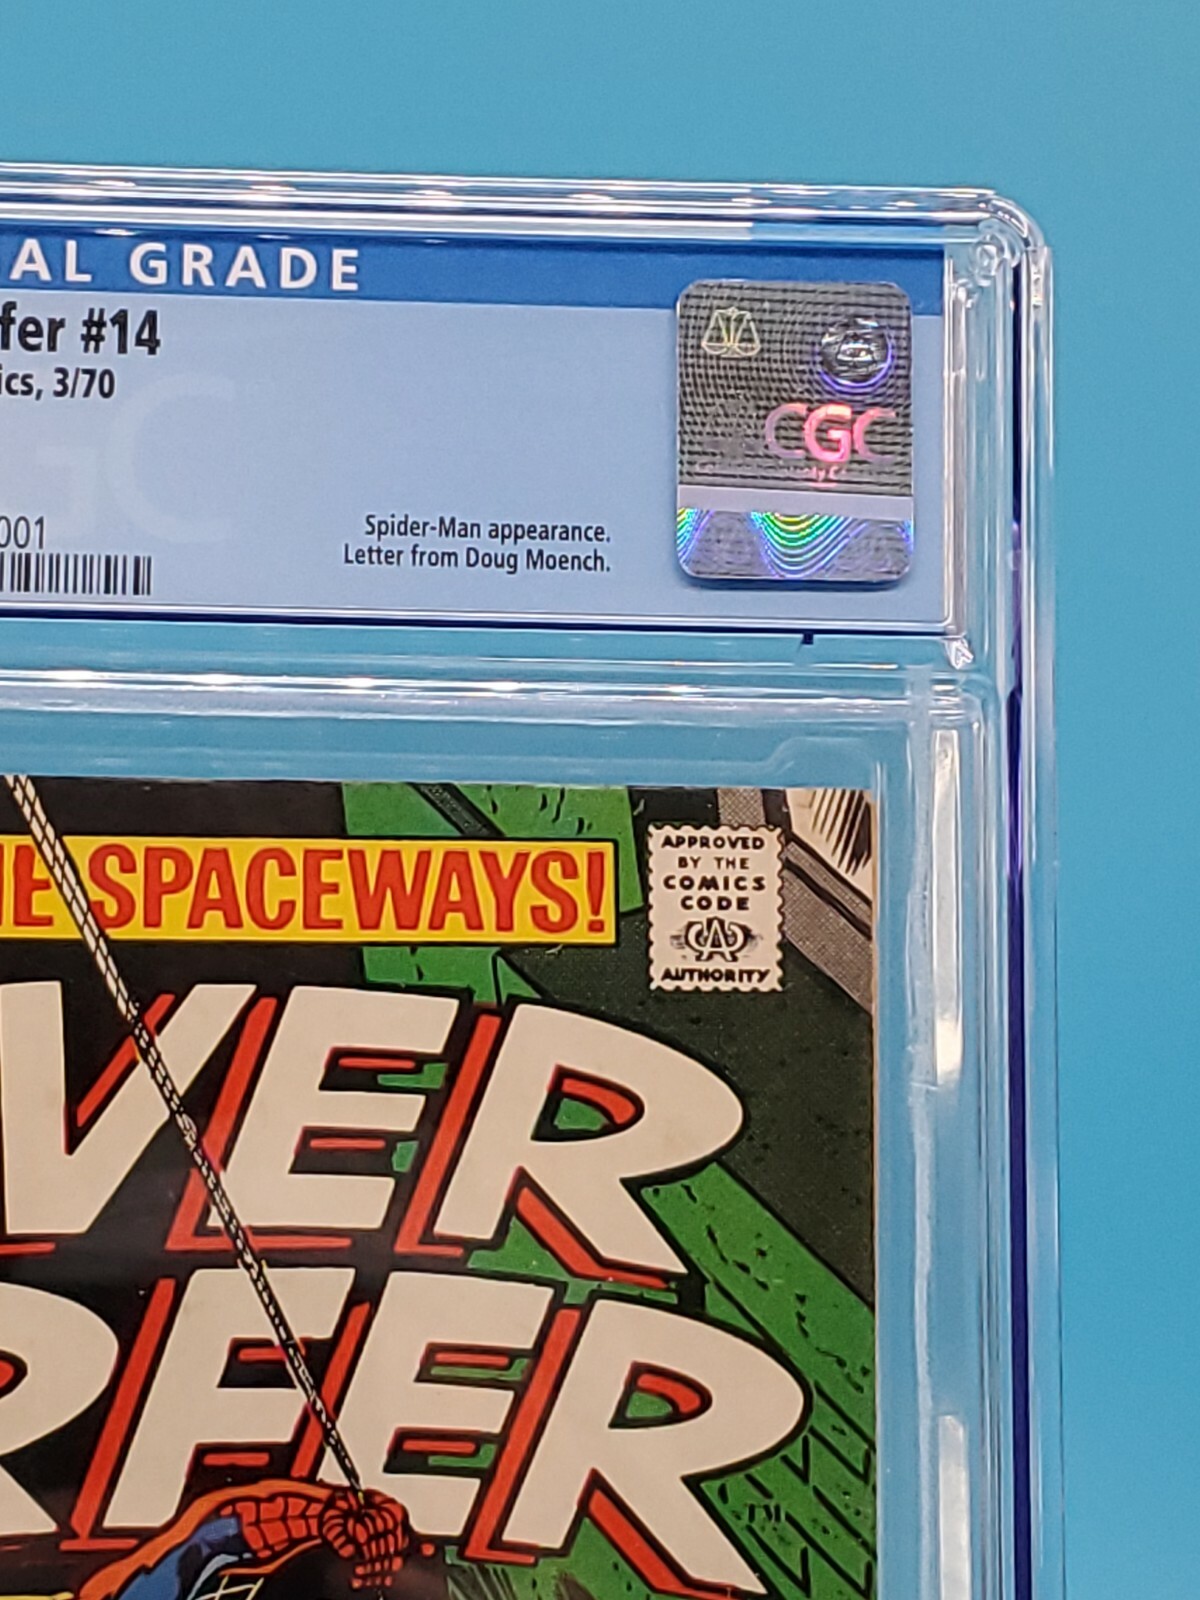 AL GRADE
fer #14
ics, 3/70
001
Spider-Man appearance.
Letter from Doug Moench.
CGC
E SPACEWAYS!
APPROVED
BY THE
COMICS
CODE
CA
AUTHORITY
VER
RFER
TM